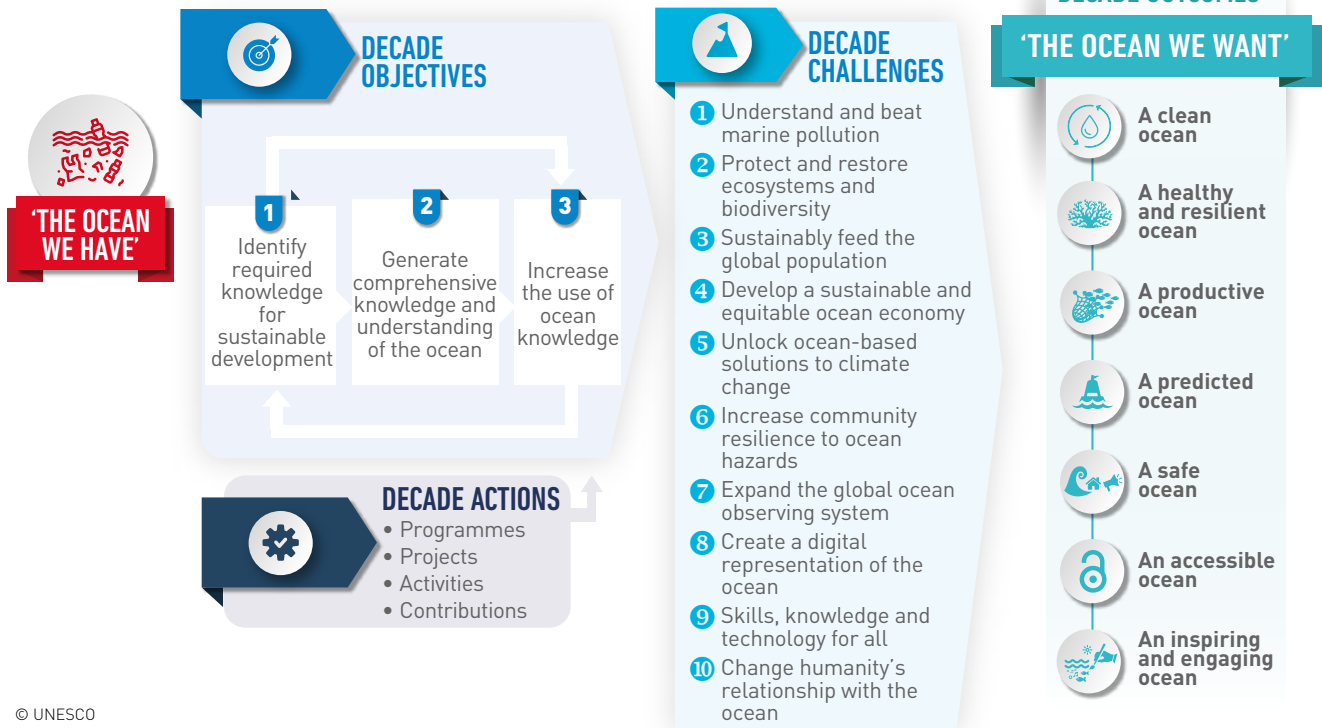 'THE OCEAN
WE HAVE'
DECADE
OBJECTIVES
1
Identify
required
knowledge
for
sustainable
development
2
Generate
comprehensive
knowledge and
understanding
of the ocean
3
Increase
the use of
ocean
knowledge
DECADE ACTIONS
• Programmes
• Projects
• Activities
• Contributions
DECADE
CHALLENGES
1 Understand and beat
marine pollution
2 Protect and restore
ecosystems and
biodiversity
3 Sustainably feed the
global population
4 Develop a sustainable and
equitable ocean economy
5 Unlock ocean-based
solutions to climate
change
6 Increase community
resilience to ocean
hazards
7 Expand the global ocean
observing system
8 Create a digital
representation of the
ocean
9 Skills, knowledge and
technology for all
10 Change humanity's
relationship with the
ocean
DECADE OUTCOMES
'THE OCEAN WE WANT'
A clean
ocean
A healthy
and resilient
ocean
A productive
ocean
A predicted
ocean
A safe
ocean
An accessible
ocean
An inspiring
and engaging
ocean
© UNESCO